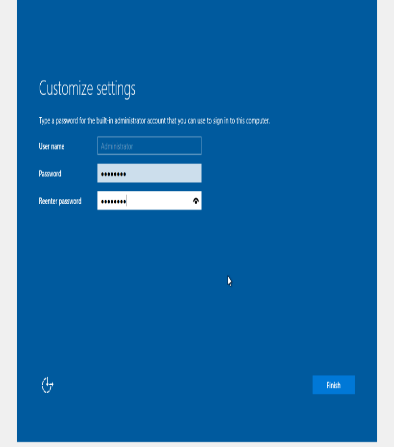 Customize settings
Type a password for the built-in administrator account that you can use to sign in to this computer.
User name
Administrator
Password
••••••••
Reenter password
••••••••
Finish